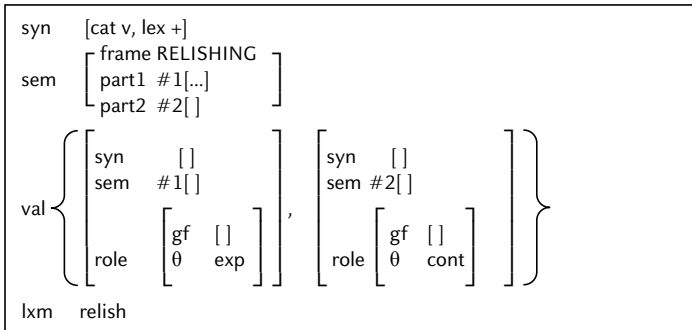 syn [cat v, lex +]
frame RELISHING
sem part1 #1[...]
part2 #2[ ]
syn [ ] syn [ ]
sem #1[ ] sem #2[ ]
val ,
gf [ ] gf [ ]
role θ exp role θ cont
lxm relish